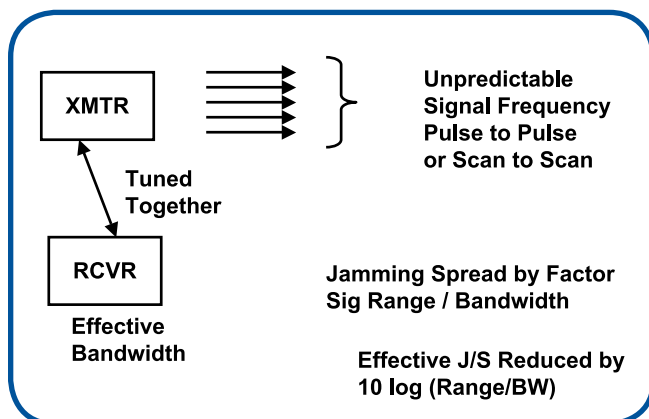 XMTR
Unpredictable
Signal Frequency
Pulse to Pulse
or Scan to Scan
Tuned
Together
RCVR
Effective
Bandwidth
Jamming Spread by Factor
Sig Range / Bandwidth
Effective J/S Reduced by
10 log (Range/BW)